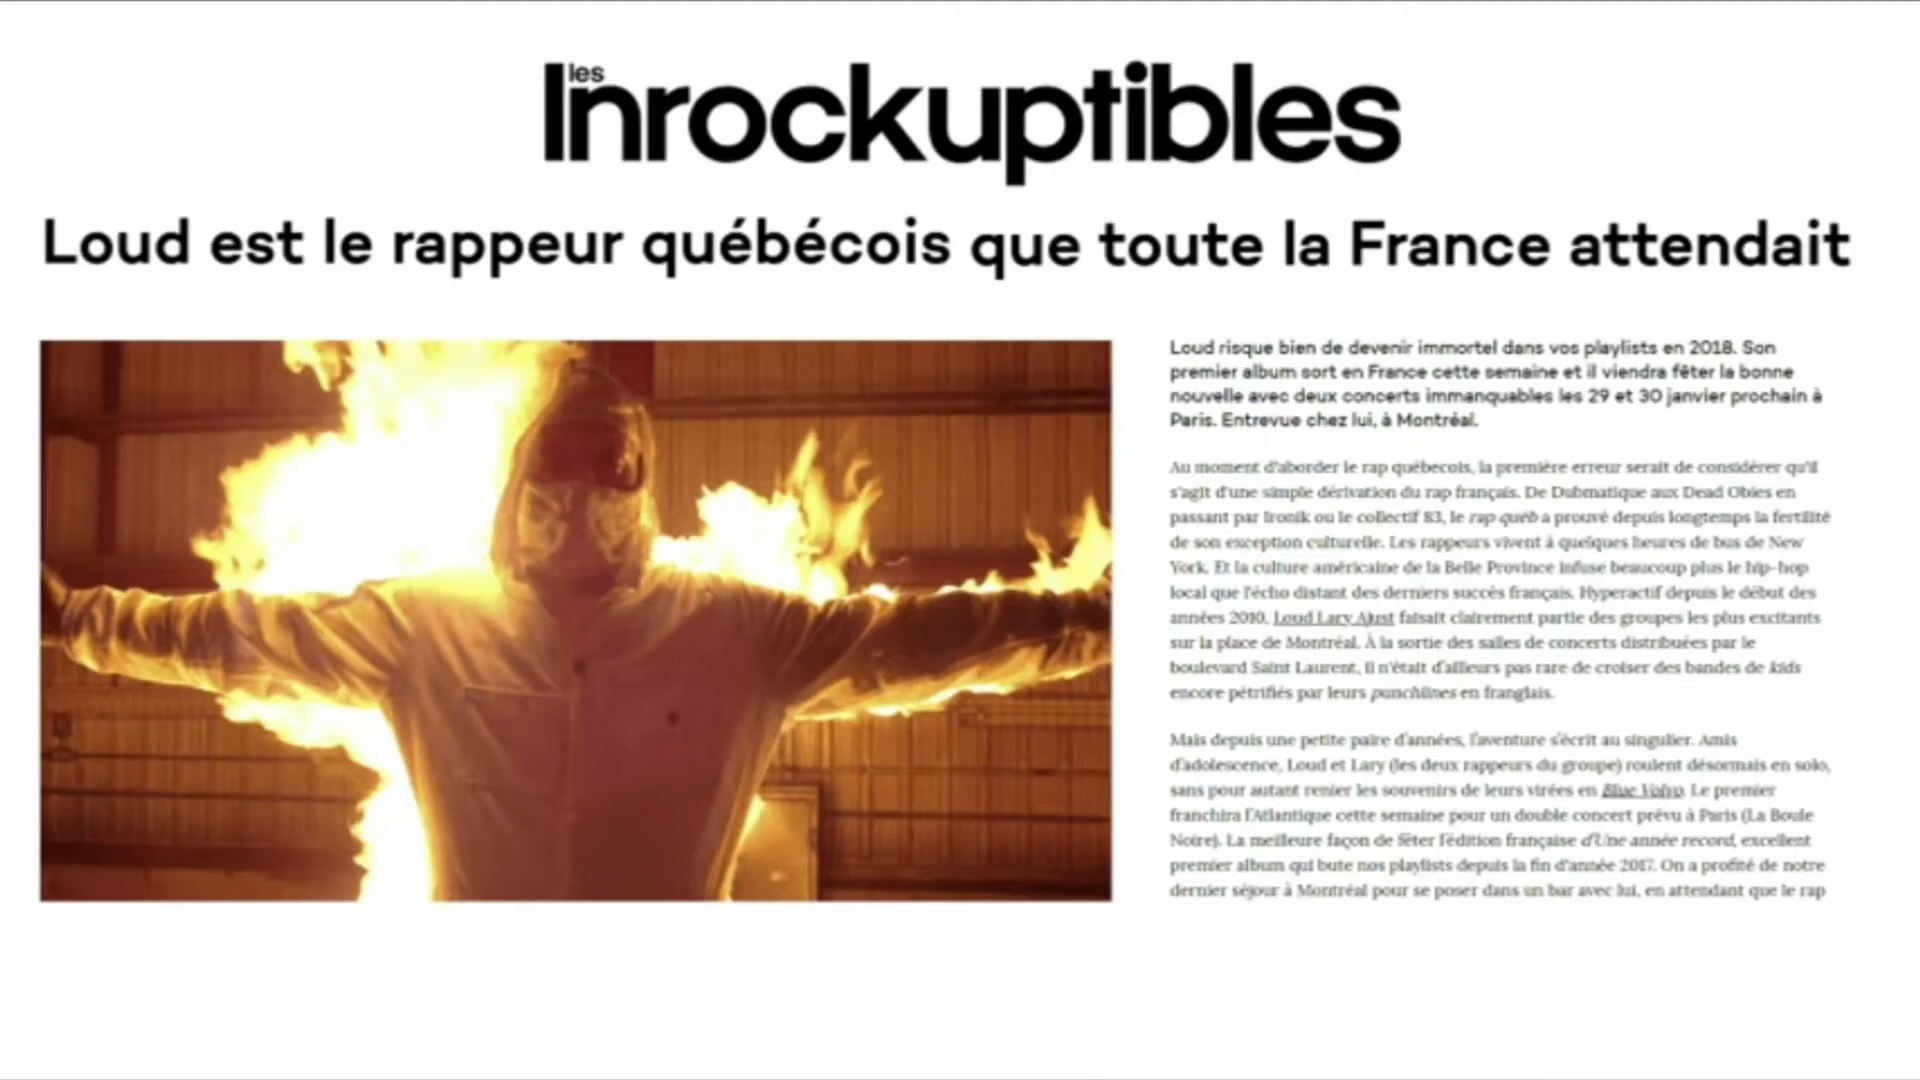 les
Inrockuptibles
Loud est le rappeur québécois que toute la France attendait
Loud risque bien de devenir immortel dans vos playlists en 2018. Son
premier album sort en France cette semaine et il viendra fêter la bonne
nouvelle avec deux concerts immanquables les 29 et 30 janvier prochain à
Paris. Entrevue chez lui, à Montréal.
Au moment d'aborder le rap québecois, la première erreur serait de considérer qu'il
s'agit d'une simple dérivation du rap français. De Dubmatique aux Dead Obies en
passant par Ironik ou le collectif 83, le rap québ a prouvé depuis longtemps la fertilité
de son exception culturelle. Les rappeurs vivent à quelques heures de bus de New
York. Et la culture américaine de la Belle Province infuse beaucoup plus le hip-hop
local que l'écho distant des derniers succès français. Hyperactif depuis le début des
années 2010, Loud Lary Ajust faisait clairement partie des groupes les plus excitants
sur la place de Montréal. À la sortie des salles de concerts distribuées par le
boulevard Saint Laurent, il n'était d'ailleurs pas rare de croiser des bandes de kids
encore pétrifiés par leurs punchlines en franglais.
Mais depuis une petite paire d'années, l'aventure s'écrit au singulier. Amis
d'adolescence, Loud et Lary (les deux rappeurs du groupe) roulent désormais en solo,
sans pour autant renier les souvenirs de leurs virées en Blue Volvo. Le premier
franchira l'Atlantique cette semaine pour un double concert prévu à Paris (La Boule
Noire). La meilleure façon de fêter l'édition française d'Une année record, excellent
premier album qui bute nos playlists depuis la fin d'année 2017. On a profité de notre
dernier séjour à Montréal pour se poser dans un bar avec lui, en attendant que le rap